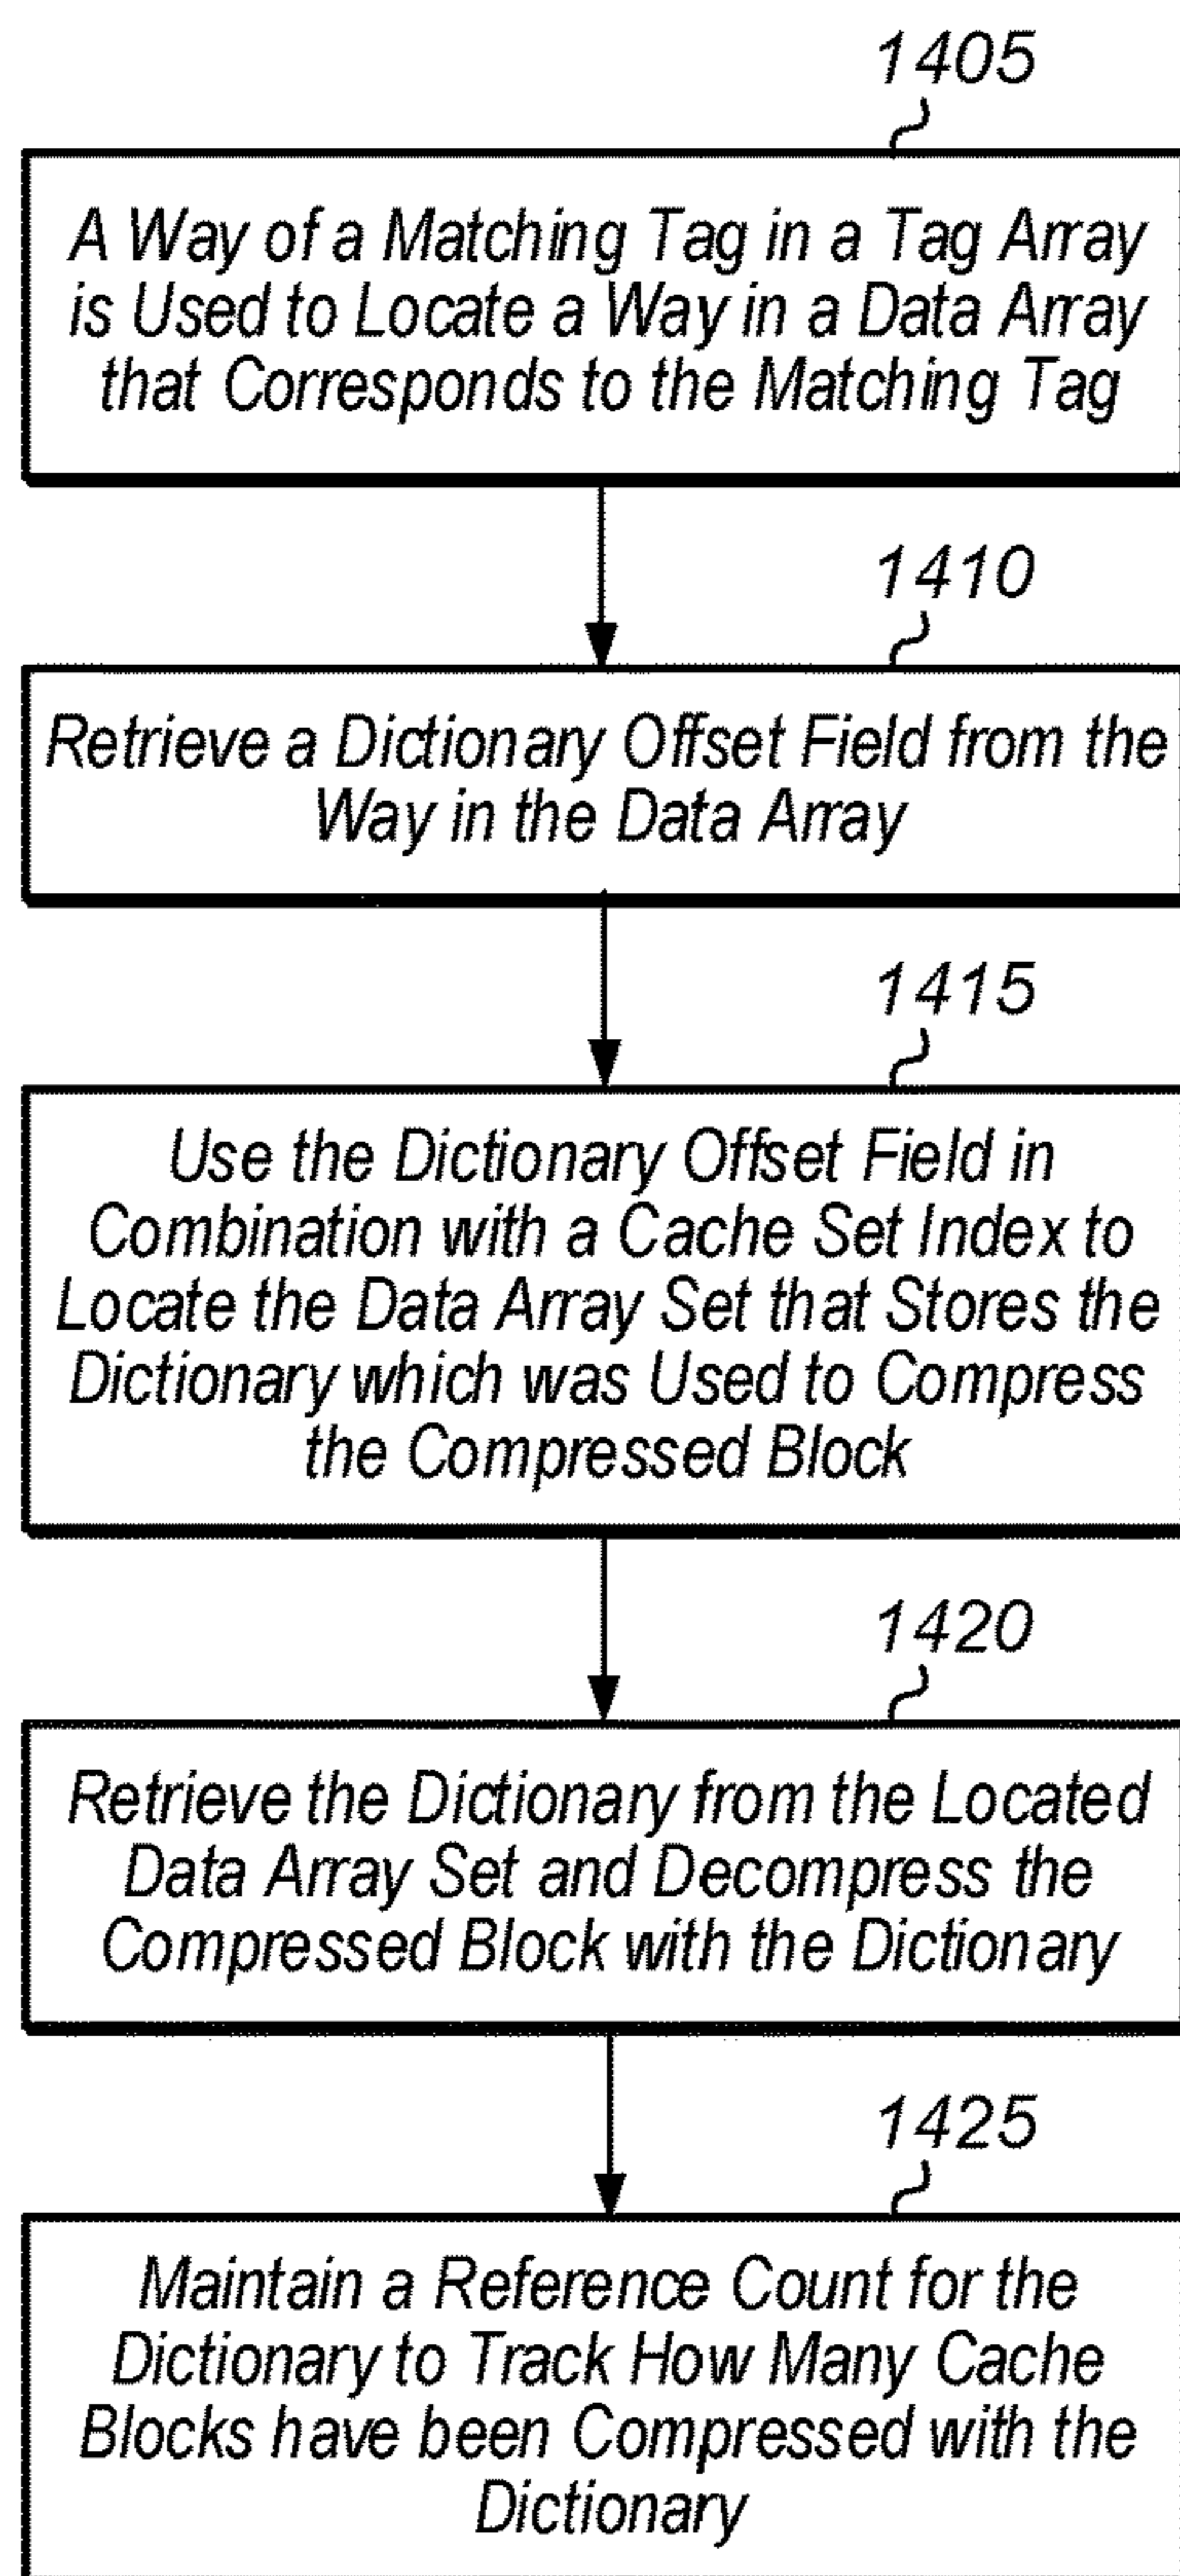 1405
A Way of a Matching Tag in a Tag Array
is Used to Locate a Way in a Data Array
that Corresponds to the Matching Tag
1410
Retrieve a Dictionary Offset Field from the
Way in the Data Array
1415
Use the Dictionary Offset Field in
Combination with a Cache Set Index to
Locate the Data Array Set that Stores the
Dictionary which was Used to Compress
the Compressed Block
1420
Retrieve the Dictionary from the Located
Data Array Set and Decompress the
Compressed Block with the Dictionary
1425
Maintain a Reference Count for the
Dictionary to Track How Many Cache
Blocks have been Compressed with the
Dictionary